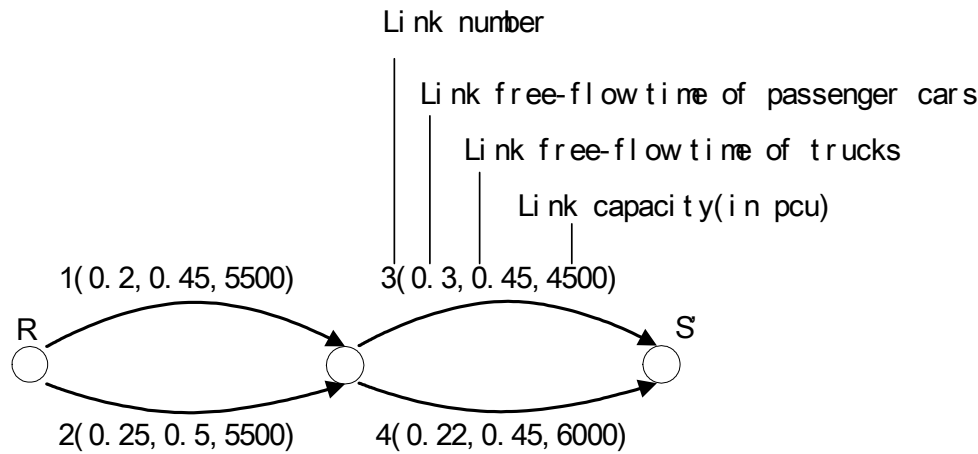 Link number
Link free-flow time of passenger cars
Link free-flow time of trucks
Link capacity(in pcu)
1(0.2, 0.45, 5500)
3(0.3, 0.45, 4500)
R
S'
2(0.25, 0.5, 5500)
4(0.22, 0.45, 6000)